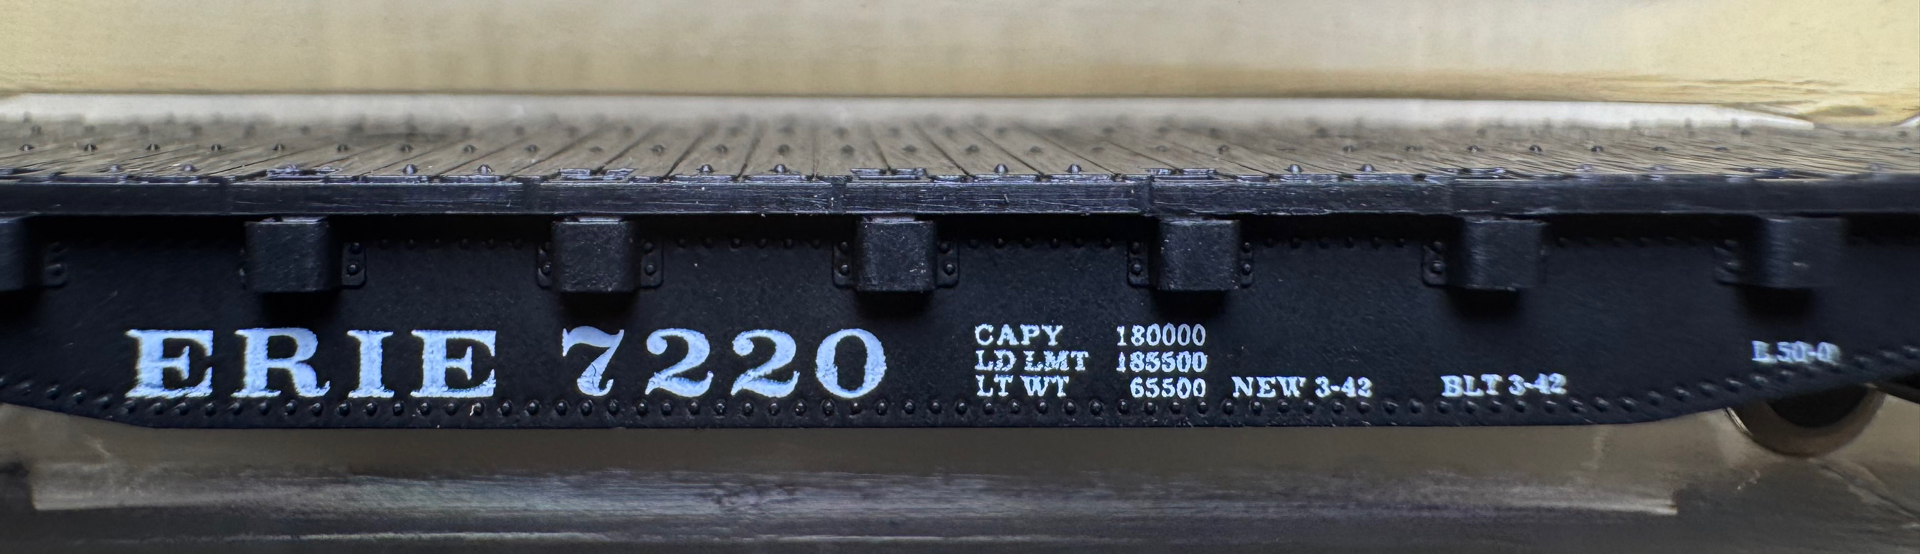 ERIE 7220
CAPY 180000
LD LMT 185500
LT WT 65500 NEW 3-42
BLT 3-42